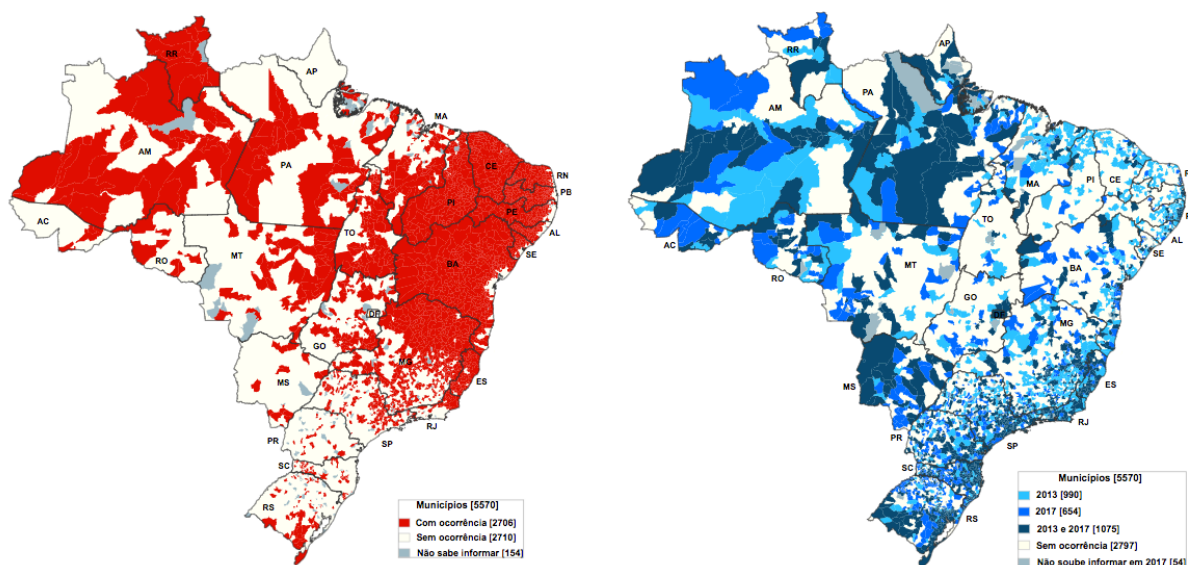 RR
AP
AM
PA
MA
CE
RN
PB
PI
PE
AL
SE
AC
TO
BA
RO
MT
(DF)
GO
MG
ES
MS
RJ
SP
PR
SC
RS
Municípios [5570]
Com ocorrência [2706]
Sem ocorrência [2710]
Não sabe informar [154]
AP
RR
PA
AM
MA
PI
CE
TO
AL
SE
AC
RO
MT
BA
GO
DF
MG
ES
MS
RJ
SP
PR
SC
RS
Municípios [5570]
2013 [990]
2017 [654]
2013 e 2017 [1075]
Sem ocorrência [2797]
Não soube informar em 2017 [54]